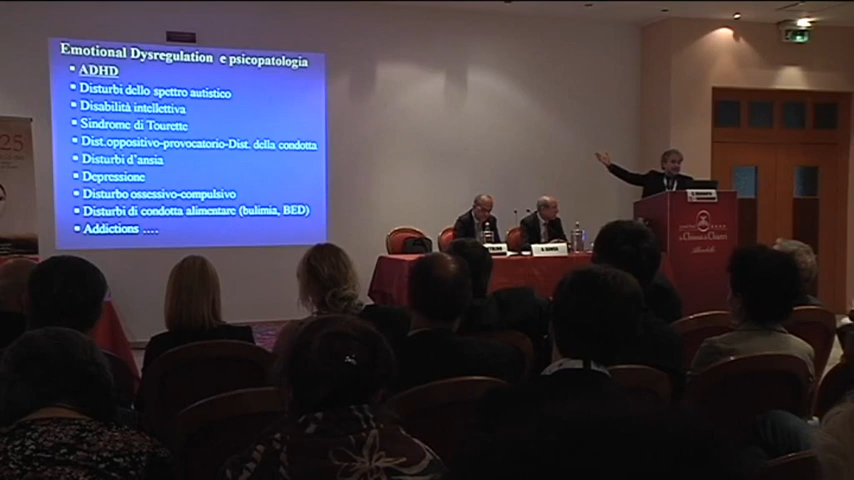 Emotional Dysregulation e psicopatologia
ADHD
Disturbi dello spettro autistico
Disabilità intellettiva
Sindrome di Tourette
Dist.oppositivo-provocatorio-Dist. della condotta
Disturbi d'ansia
Depressione
Disturbo ossessivo-compulsivo
Disturbi di condotta alimentare (bulimia, BED)
Addictions ....
25